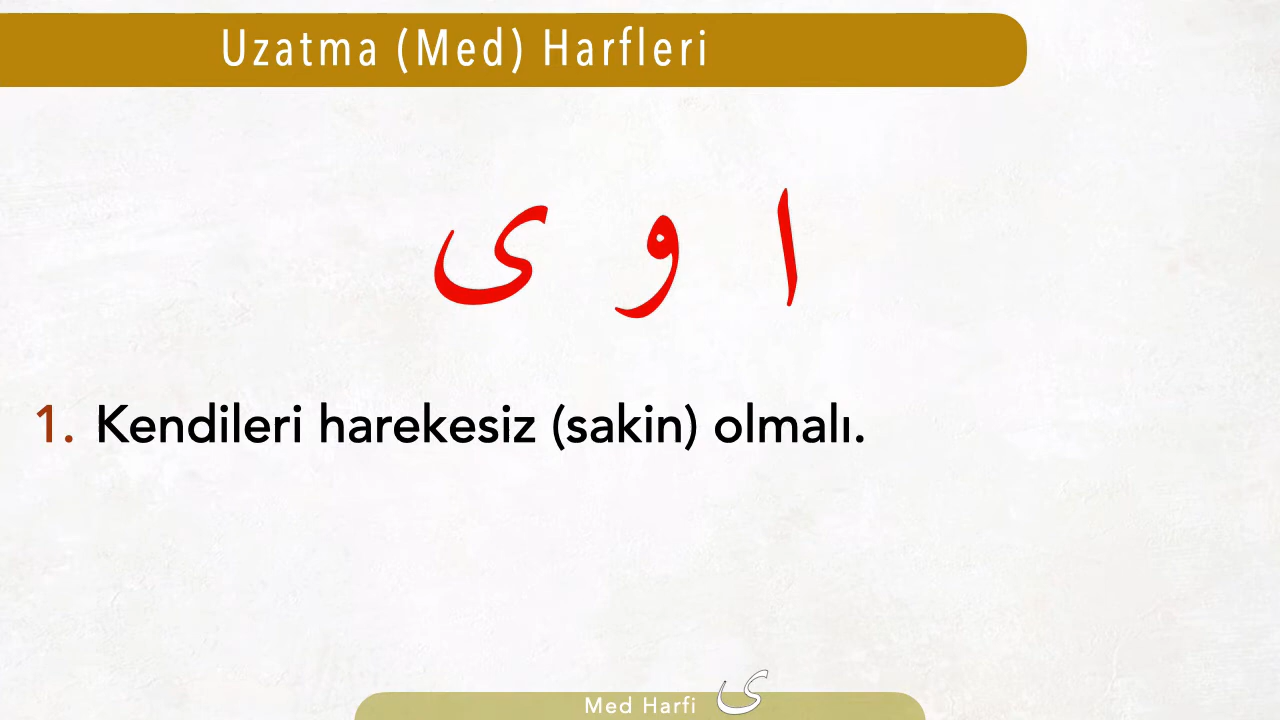 Uzatma (Med) Harfleri
ا و ى
1. Kendileri harekesiz (sakin) olmalı.
Med Harfi ى